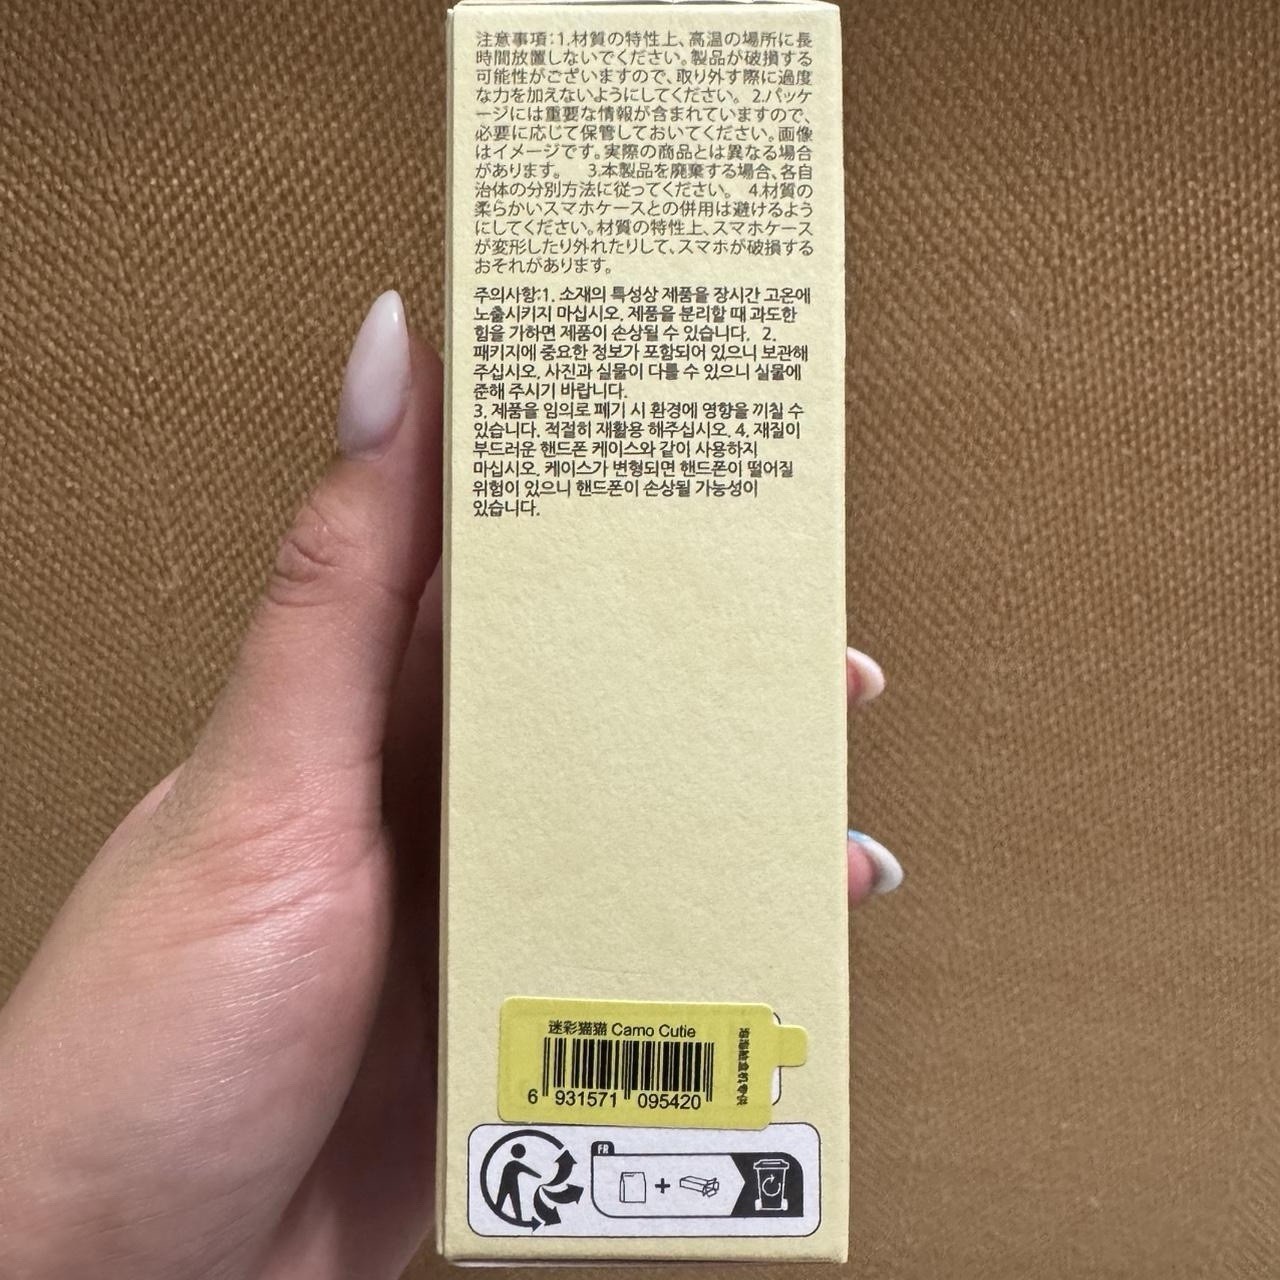 注意事項:1.材質の特性上、高温の場所に長
時間放置しないでください。製品が破損する
可能性がございますので、取り外す際に過度
な力を加えないようにしてください。 2.パッケ
ージには重要な情報が含まれていますので、
必要に応じて保管しておいてください。画像
はイメージです。実際の商品とは異なる場合
があります。 3.本製品を廃棄する場合、各自
治体の分別方法に従ってください。 4.材質の
柔らかいスマホケースとの併用は避けるよう
にしてください。材質の特性上、スマホケース
が変形したり外れたりして、スマホが破損する
おそれがあります。
주의사항:1. 소재의 특성상 제품을 장시간 고온에
노출시키지 마십시오. 제품을 분리할 때 과도한
힘을 가하면 제품이 손상될 수 있습니다. 2.
패키지에 중요한 정보가 포함되어 있으니 보관해
주십시오. 사진과 실물이 다를 수 있으니 실물에
준해 주시기 바랍니다.
3. 제품을 임의로 폐기 시 환경에 영향을 끼칠 수
있습니다. 적절히 재활용 해주십시오. 4. 재질이
부드러운 핸드폰 케이스와 같이 사용하지
마십시오. 케이스가 변형되면 핸드폰이 떨어질
위험이 있으니 핸드폰이 손상될 가능성이
있습니다.
迷彩猫猫 Camo Cutie
6 931571 095420
FR